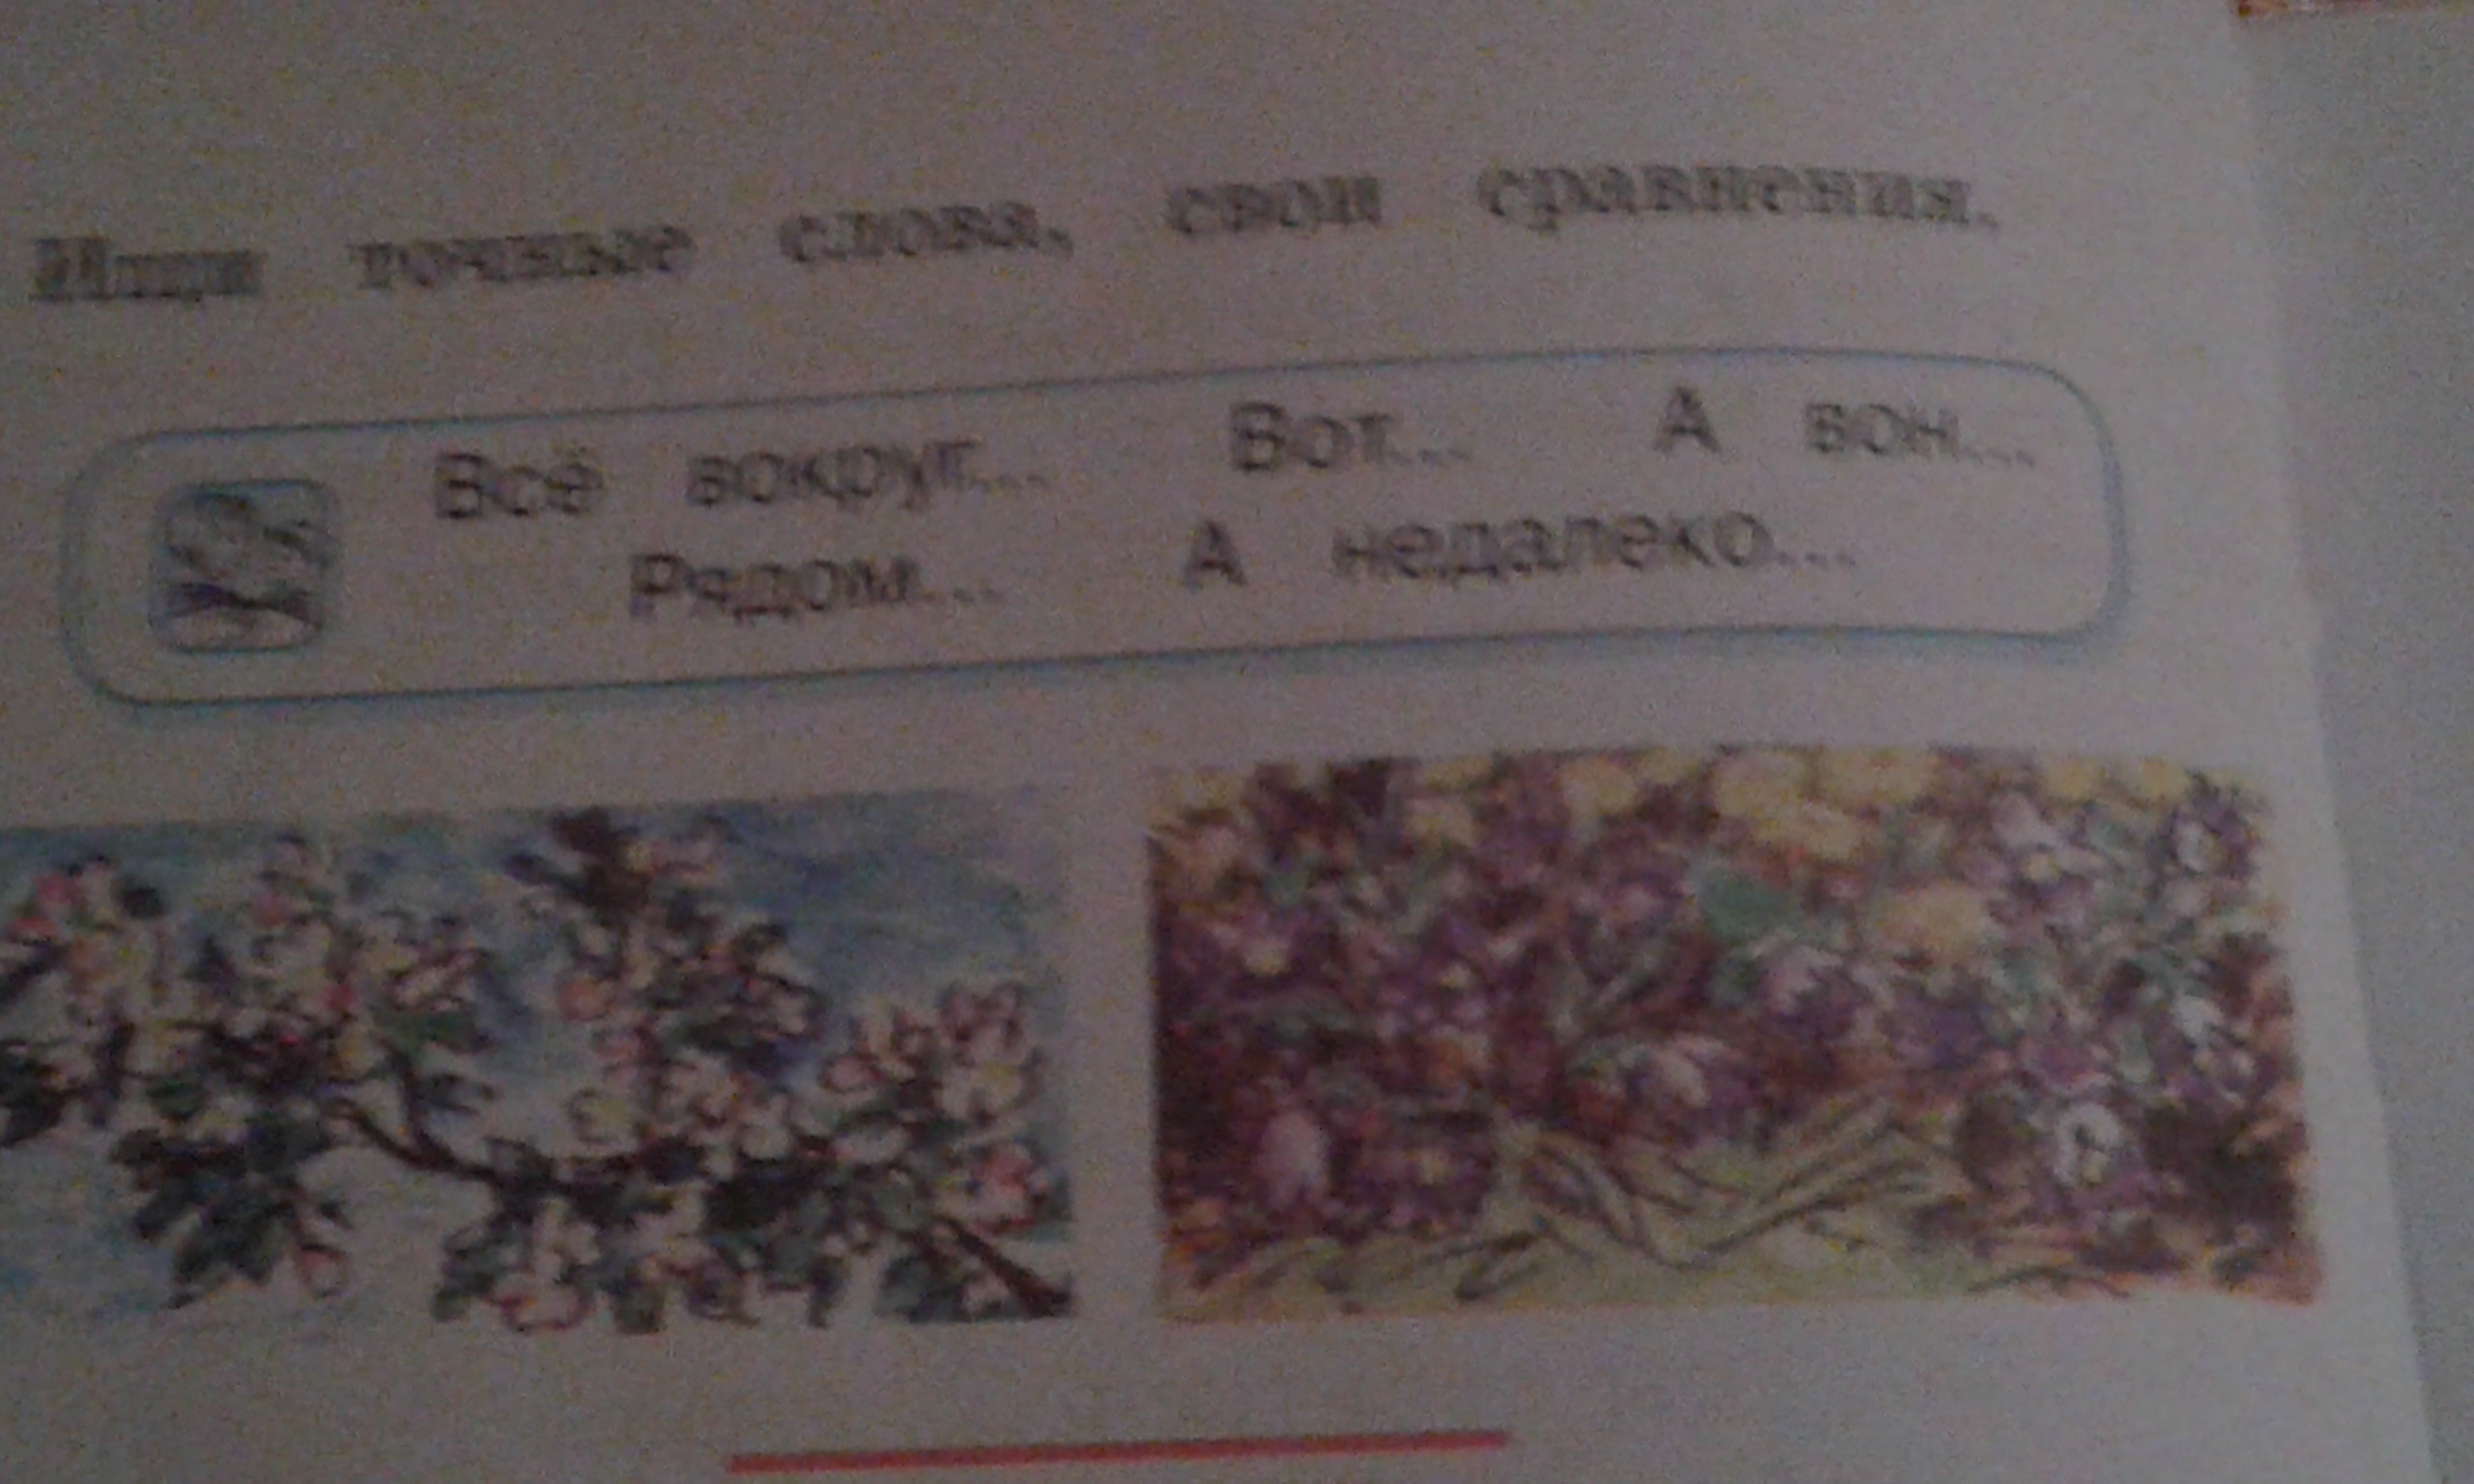 Ищи точные слова, свои сравнения.
Всё вокруг... Вот... А вон...
Рядом... А недалеко...